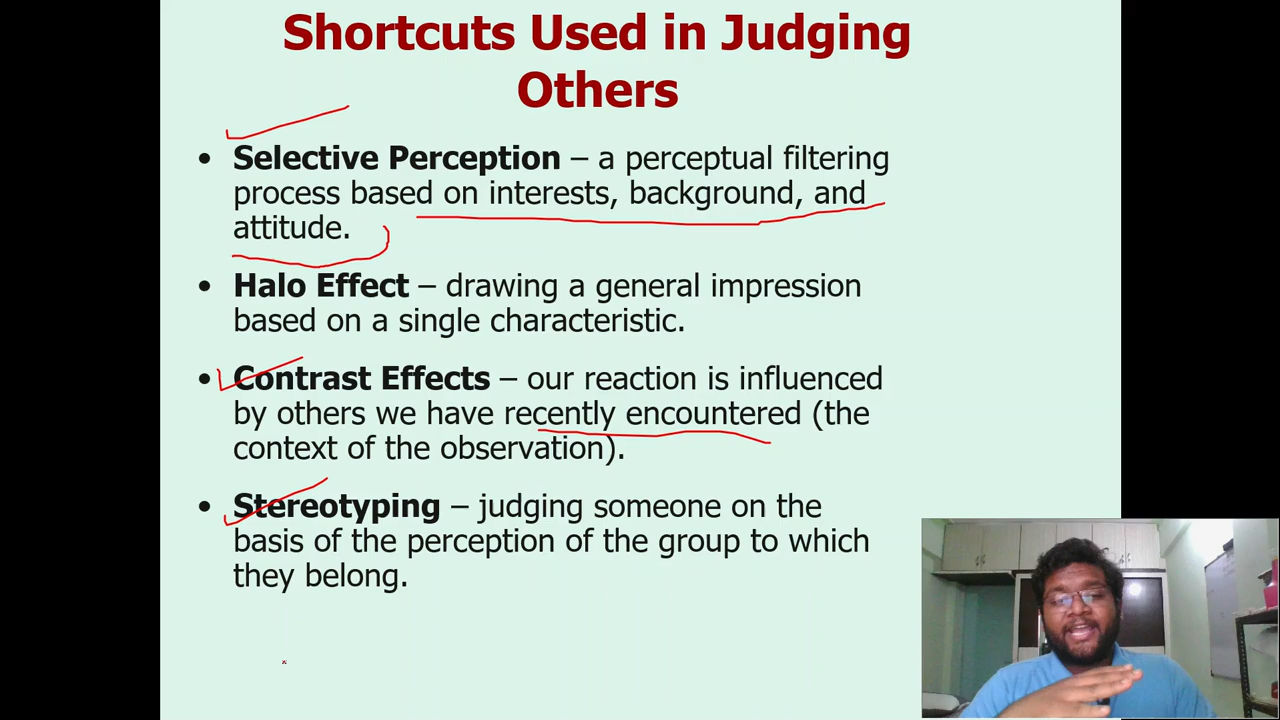 Shortcuts Used in Judging
Others
• Selective Perception – a perceptual filtering
process based on interests, background, and
attitude.
• Halo Effect – drawing a general impression
based on a single characteristic.
• Contrast Effects – our reaction is influenced
by others we have recently encountered (the
context of the observation).
• Stereotyping – judging someone on the
basis of the perception of the group to which
they belong.